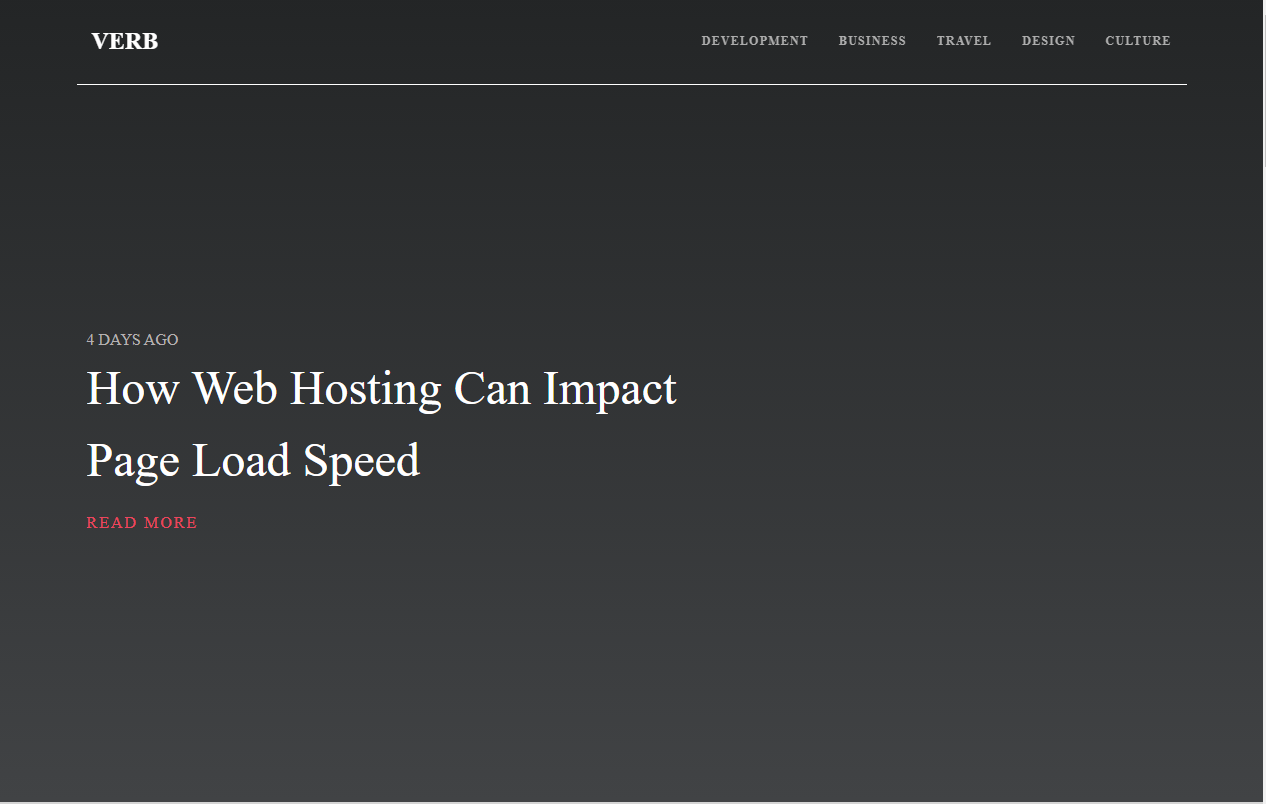 VERB
DEVELOPMENT BUSINESS TRAVEL DESIGN CULTURE
4 DAYS AGO
How Web Hosting Can Impact
Page Load Speed
READ MORE